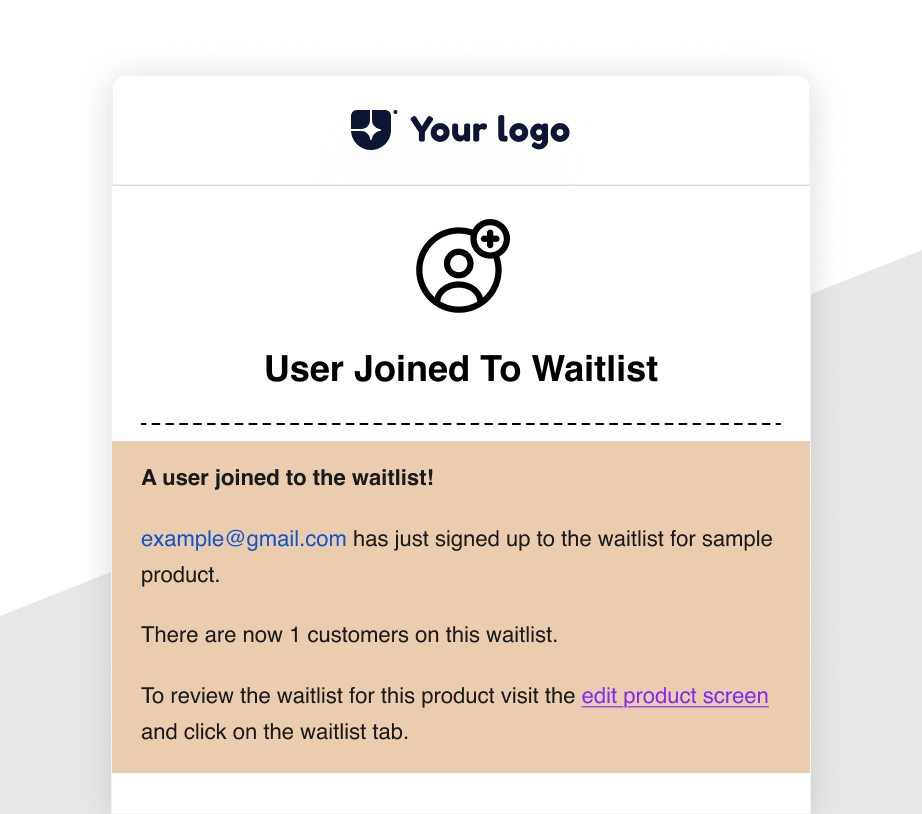 Your logo
User Joined To Waitlist
A user joined to the waitlist!
example@gmail.com has just signed up to the waitlist for sample
product.
There are now 1 customers on this waitlist.
To review the waitlist for this product visit the edit product screen
and click on the waitlist tab.